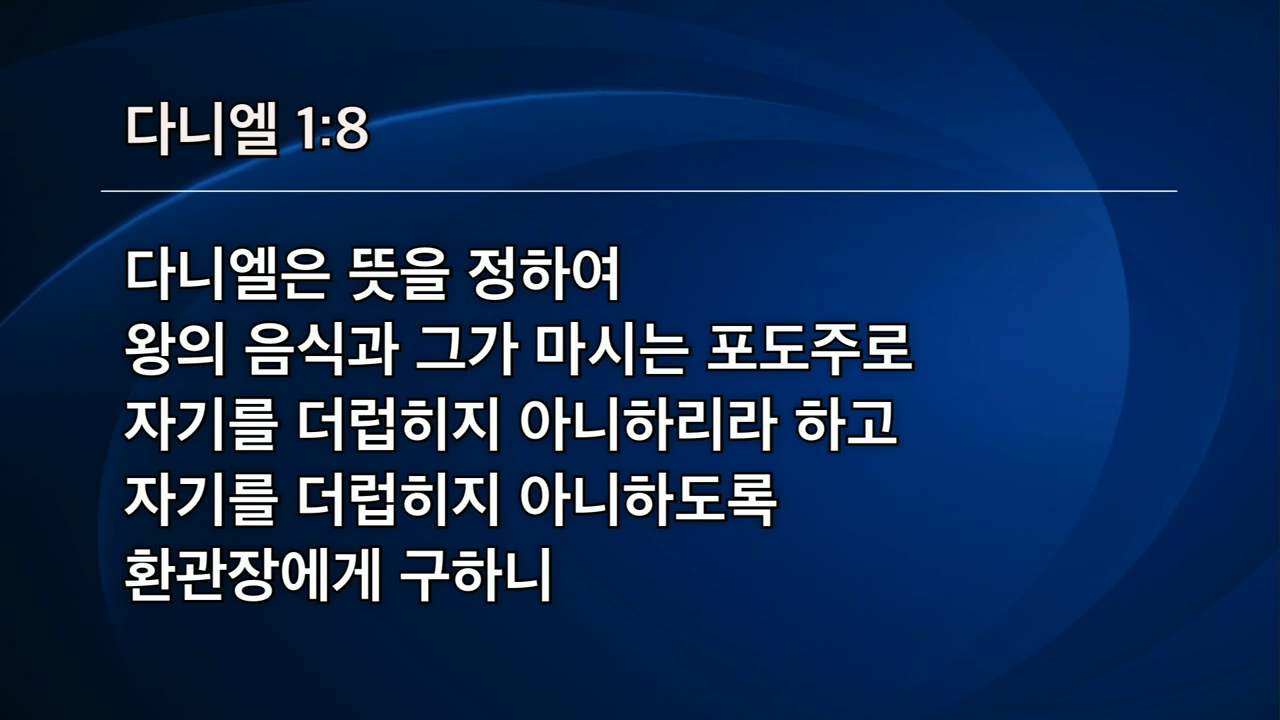 다니엘 1:8
다니엘은 뜻을 정하여
왕의 음식과 그가 마시는 포도주로
자기를 더럽히지 아니하리라 하고
자기를 더럽히지 아니하도록
환관장에게 구하니